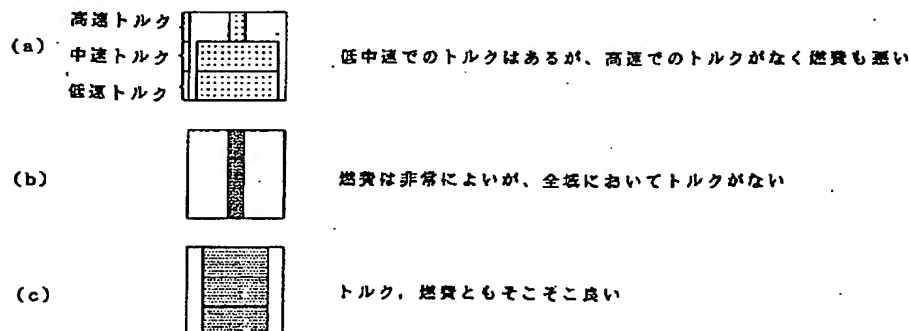 高速トルク
(a) 中速トルク 低中速でのトルクはあるが、高速でのトルクがなく燃費も悪い
低速トルク
(b) 燃費は非常によいが、全域においてトルクがない
(c) トルク，燃費ともそこそこ良い